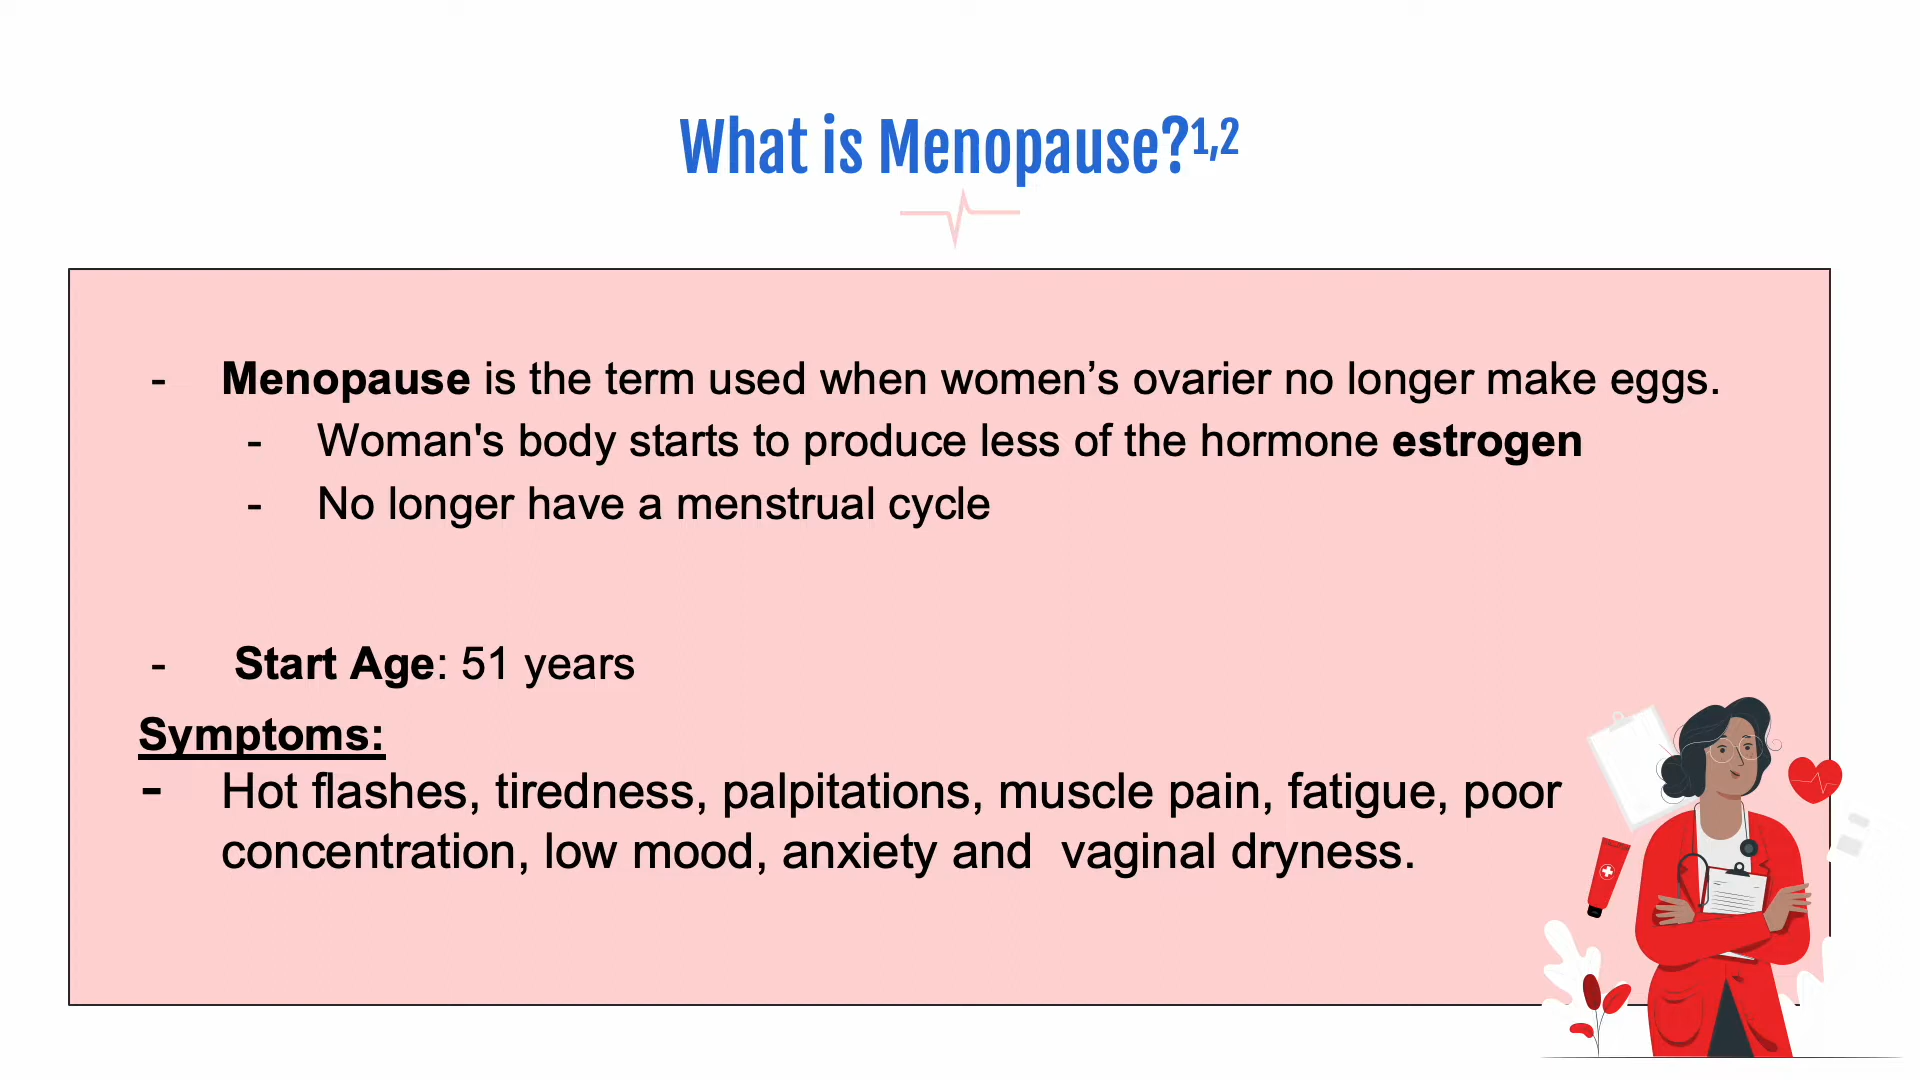 What is Menopause?1,2
- Menopause is the term used when women’s ovarier no longer make eggs.
- Woman's body starts to produce less of the hormone estrogen
- No longer have a menstrual cycle
- Start Age: 51 years
Symptoms:
- Hot flashes, tiredness, palpitations, muscle pain, fatigue, poor
concentration, low mood, anxiety and  vaginal dryness.